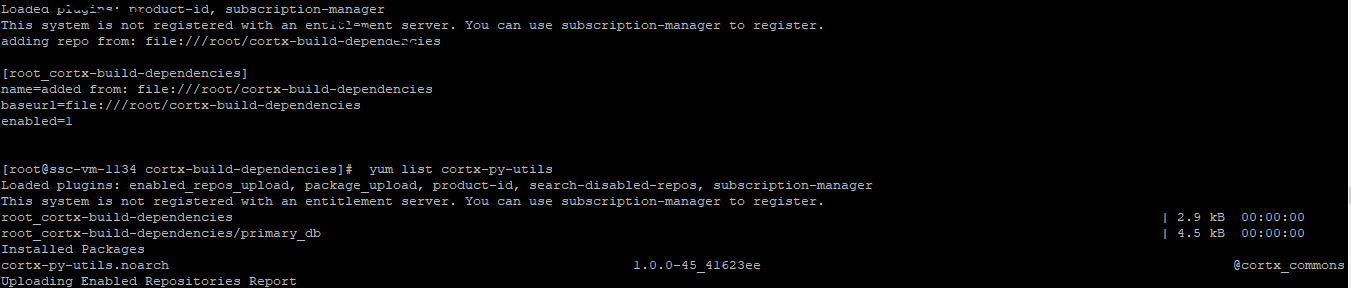 Loaded plugins: product-id, subscription-manager
This system is not registered with an entitlement server. You can use subscription-manager to register.
adding repo from: file:///root/cortx-build-dependencies
[root_cortx-build-dependencies]
name=added from: file:///root/cortx-build-dependencies
baseurl=file:///root/cortx-build-dependencies
enabled=1
[root@ssc-vm-1134 cortx-build-dependencies]#  yum list cortx-py-utils
Loaded plugins: enabled_repos_upload, package_upload, product-id, search-disabled-repos, subscription-manager
This system is not registered with an entitlement server. You can use subscription-manager to register.
root_cortx-build-dependencies | 2.9 kB  00:00:00
root_cortx-build-dependencies/primary_db | 4.5 kB  00:00:00
Installed Packages
cortx-py-utils.noarch 1.0.0-45_41623ee @cortx_commons
Uploading Enabled Repositories Report